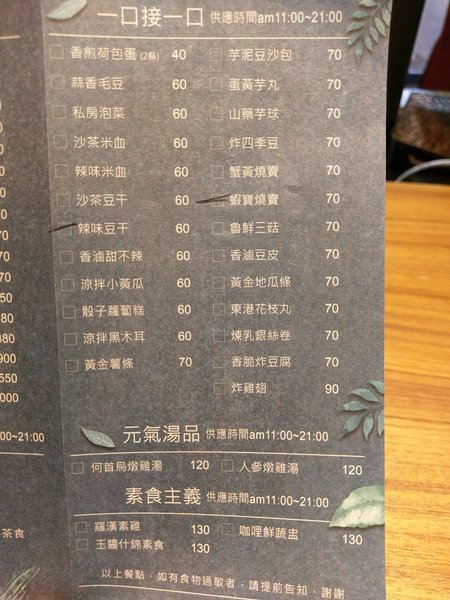 一口接一口 供應時間am11:00~21:00
香煎荷包蛋 (2顆) 40
蒜香毛豆 60
私房泡菜 60
沙茶米血 60
辣味米血 60
沙茶豆干 60
辣味豆干 60
香滷甜不辣 60
涼拌小黃瓜 60
骰子蘿蔔糕 60
涼拌黑木耳 60
黃金薯條 70
芋泥豆沙包 70
蛋黃芋丸 70
山藥芋球 70
炸四季豆 70
蟹黃燒賣 70
蝦寶燒賣 70
魯鮮三菇 70
香滷豆皮 70
黃金地瓜條 70
東港花枝丸 70
煉乳銀絲卷 70
香脆炸豆腐 70
炸雞翅 90
元氣湯品 供應時間am11:00~21:00
何首烏燉雞湯 120
人參燉雞湯 120
素食主義 供應時間am11:00~21:00
羅漢素雞 130
玉醬什錦素食 130
咖哩鮮蔬盅 130
以上餐點，如有食物過敏者，請提前告知，謝謝
00~21:00
茶食